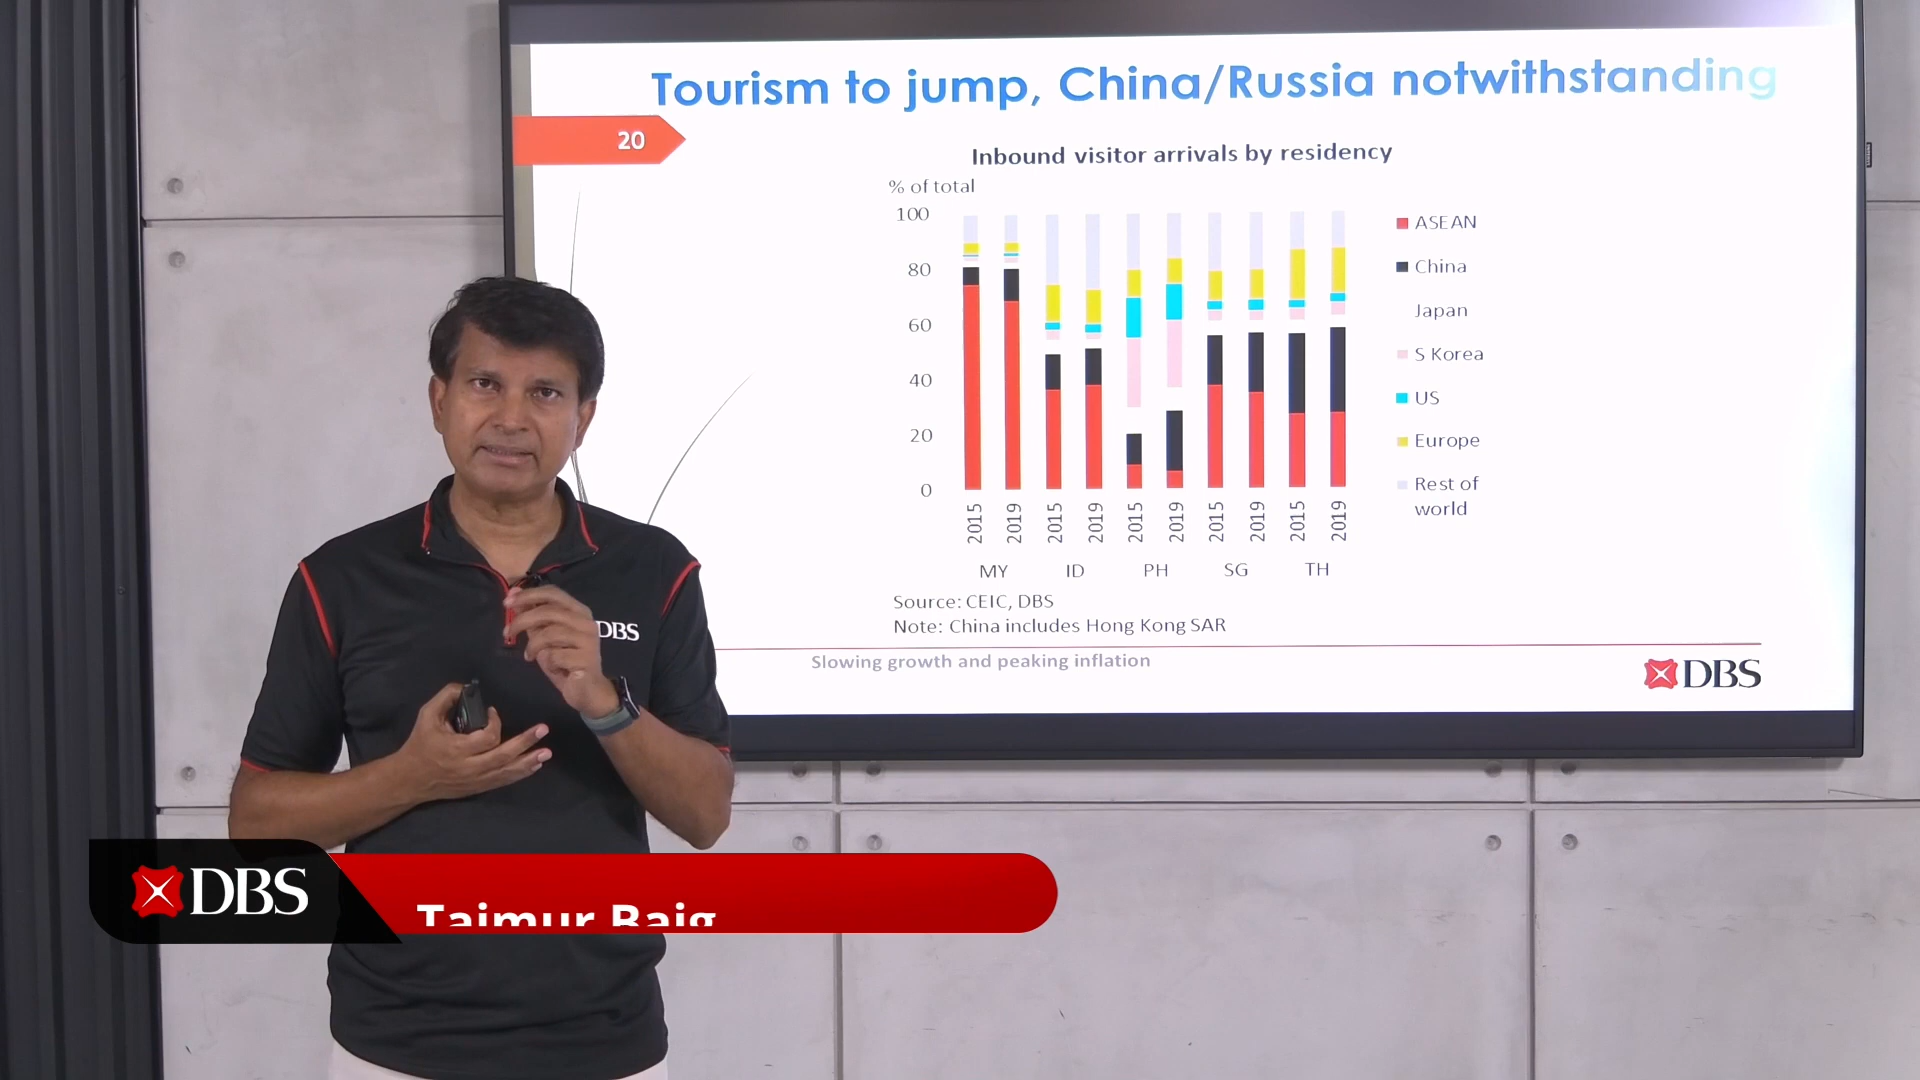 Tourism to jump, China/Russia notwithstanding
20
Inbound visitor arrivals by residency
% of total
100
80
60
40
20
0
ASEAN
China
Japan
S Korea
US
Europe
Rest of
world
2015 2019 2015 2019 2015 2019 2015 2019 2015 2019
MY ID PH SG TH
Source: CEIC, DBS
Note: China includes Hong Kong SAR
Slowing growth and peaking inflation
DBS
DBS
DBS
Taimur Baig